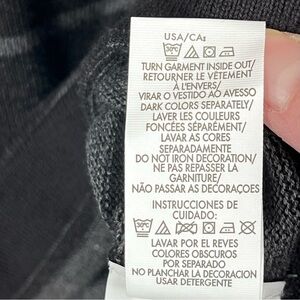 USA/CA:
50°C
TURN GARMENT INSIDE OUT/
RETOURNER LE VÊTEMENT
À L'ENVERS/
VIRAR O VESTIDO AO AVESSO
DARK COLORS SEPARATELY/
LAVER LES COULEURS
FONCÉES SÉPARÉMENT/
LAVAR AS CORES
SEPARADAMENTE
DO NOT IRON DECORATION/
NE PAS REPASSER LA
GARNITURE/
NÃO PASSAR AS DECORAÇOES
INSTRUCCIONES DE
CUIDADO:
LAVAR POR EL REVES
COLORES OBSCUROS
POR SEPARADO
NO PLANCHAR LA DECORACION
USAR DETERGENTE